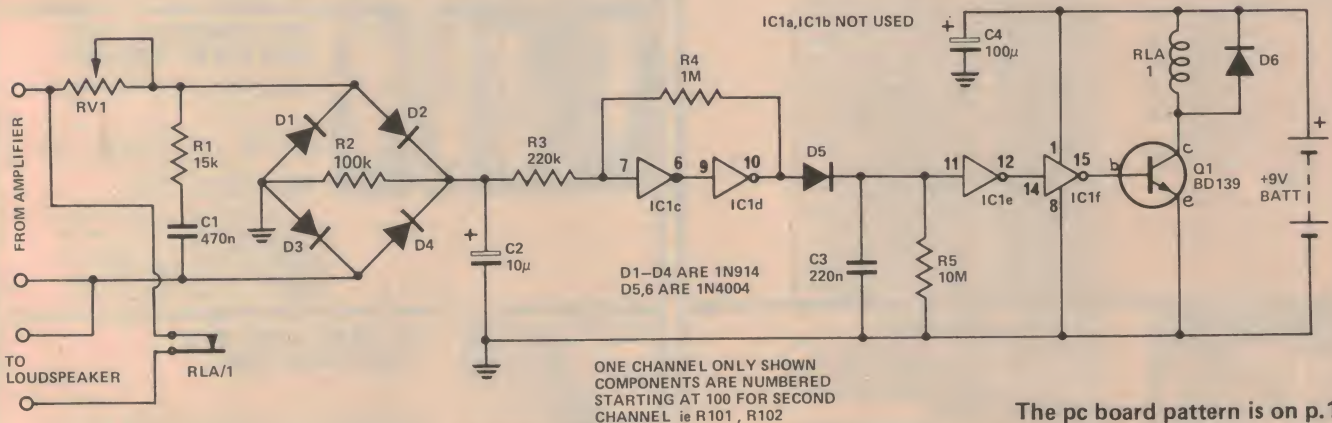 IC1a,IC1b NOT USED
FROM AMPLIFIER
RV1
R1
15k
C1
470n
D1
D2
R2
100k
D3
D4
TO
LOUDSPEAKER
RLA/1
R3
220k
+
C2
10μ
R4
1M
7
6
IC1c
9
10
IC1d
D5
D1–D4 ARE 1N914
D5,6 ARE 1N4004
C3
220n
R5
10M
+
C4
100μ
11
12
IC1e
14
1
15
8
IC1f
RLA
1
D6
b
c
e
Q1
BD139
+
+9V
BATT
ONE CHANNEL ONLY SHOWN
COMPONENTS ARE NUMBERED
STARTING AT 100 FOR SECOND
CHANNEL ie R101 , R102
The pc board pattern is on p.1